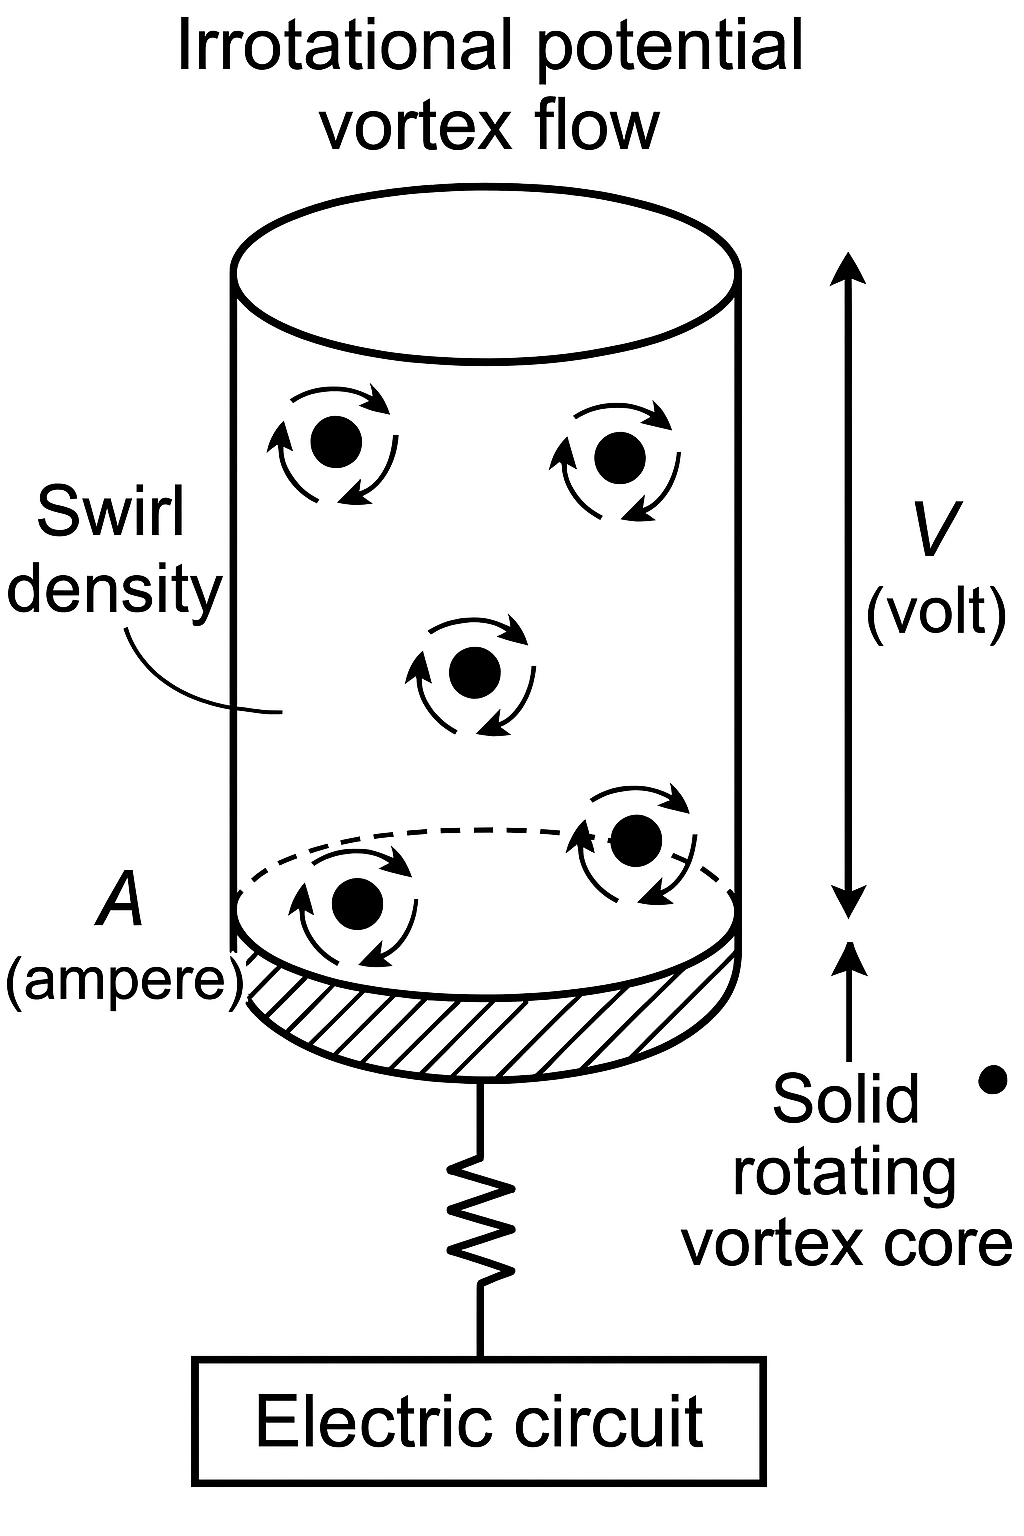 Irrotational potential
vortex flow
Swirl
density
V
(volt)
A
(ampere)
Solid
rotating
vortex core
Electric circuit